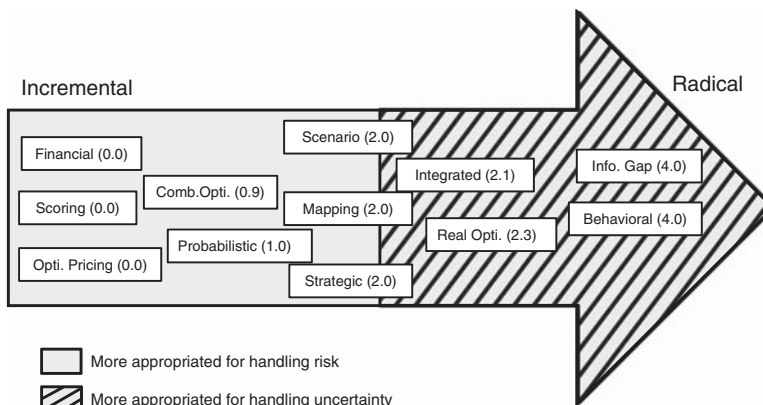 Incremental
Radical
Scenario (2.0)
Financial (0.0)
Info. Gap (4.0)
Integrated (2.1)
Comb.Opti. (0.9)
Scoring (0.0)
Mapping (2.0)
Behavioral (4.0)
Real Opti. (2.3)
Probabilistic (1.0)
Opti. Pricing (0.0)
Strategic (2.0)
More appropriated for handling risk
More appropriated for handling uncertainty